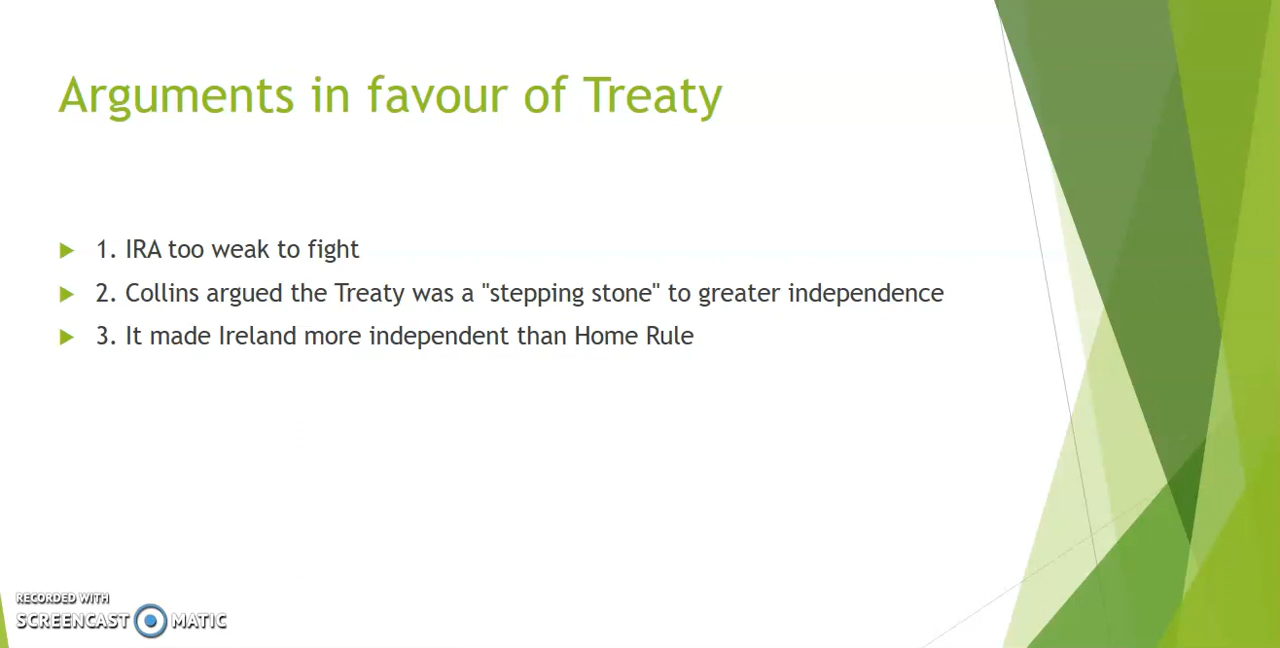 Arguments in favour of Treaty
1. IRA too weak to fight
2. Collins argued the Treaty was a "stepping stone" to greater independence
3. It made Ireland more independent than Home Rule
RECORDED WITH
SCREENCAST MATIC